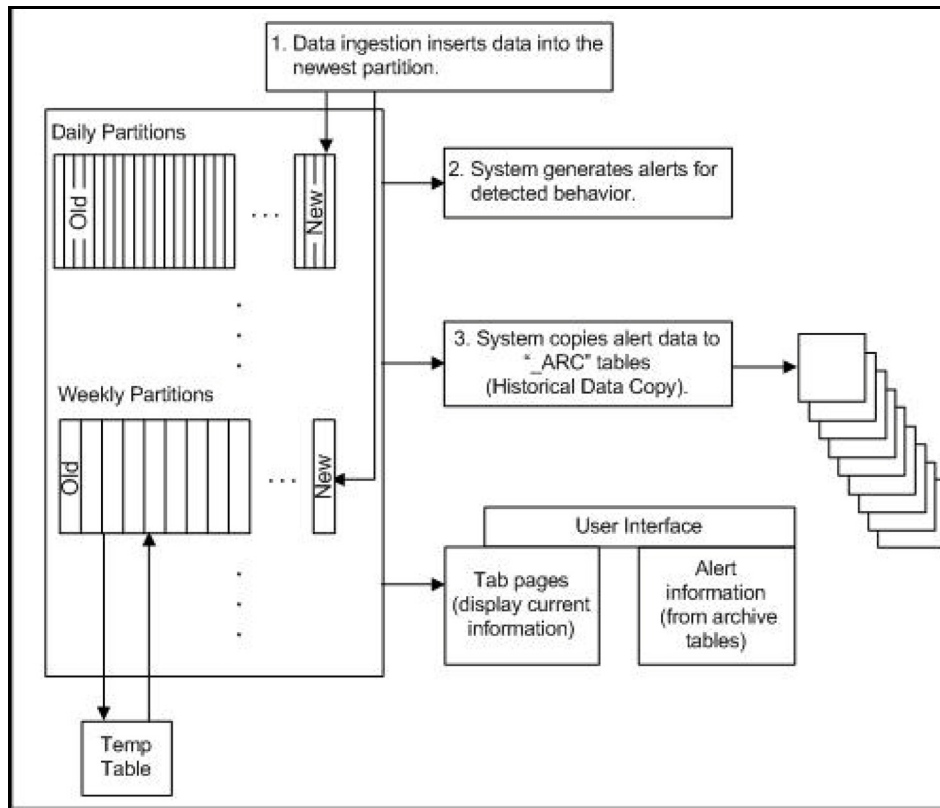 1. Data ingestion inserts data into the
newest partition.
Daily Partitions
Old
. . .
New
2. System generates alerts for
detected behavior.
3. System copies alert data to
“_ARC” tables
(Historical Data Copy).
Weekly Partitions
Old
. . .
New
User Interface
Tab pages
(display current
information)
Alert
information
(from archive
tables)
Temp
Table